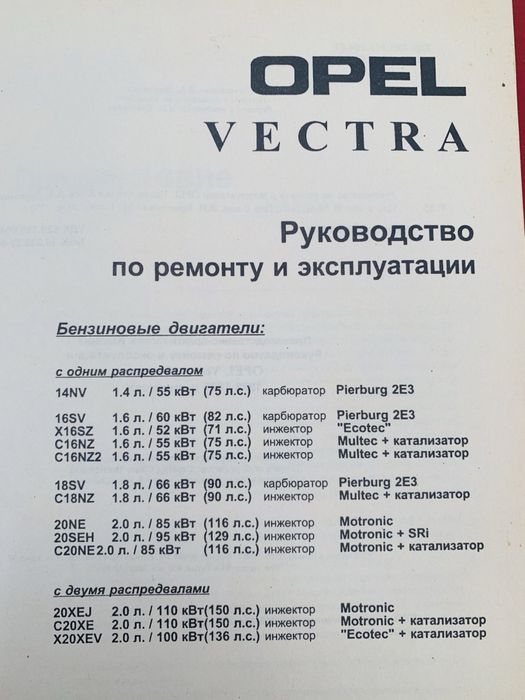 OPEL
VECTRA
Руководство
по ремонту и эксплуатации
Бензиновые двигатели:
с одним распредвалом
14NV 1.4 л. / 55 кВт (75 л.с.) карбюратор Pierburg 2E3
16SV 1.6 л. / 60 кВт (82 л.с.) карбюратор Pierburg 2E3
X16SZ 1.6 л. / 52 кВт (71 л.с.) инжектор "Ecotec"
C16NZ 1.6 л. / 55 кВт (75 л.с.) инжектор Multec + катализатор
C16NZ2 1.6 л. / 55 кВт (75 л.с.) инжектор Multec + катализатор
18SV 1.8 л. / 66 кВт (90 л.с.) карбюратор Pierburg 2E3
C18NZ 1.8 л. / 66 кВт (90 л.с.) инжектор Multec + катализатор
20NE 2.0 л. / 85 кВт (116 л.с.) инжектор Motronic
20SEH 2.0 л. / 95 кВт (129 л.с.) инжектор Motronic + SRi
C20NE 2.0 л. / 85 кВт (116 л.с.) инжектор Motronic + катализатор
с двумя распредвалами
20XEJ 2.0 л. / 110 кВт(150 л.с.) инжектор Motronic
C20XE 2.0 л. / 110 кВт(150 л.с.) инжектор Motronic + катализатор
X20XEV 2.0 л. / 100 кВт(136 л.с.) инжектор "Ecotec" + катализатор